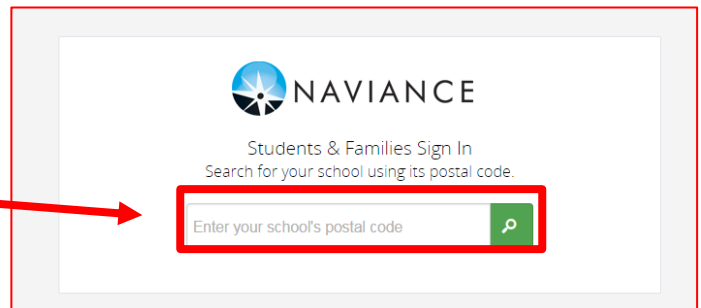 NAVIANCE
Students & Families Sign In
Search for your school using its postal code.
Enter your school's postal code